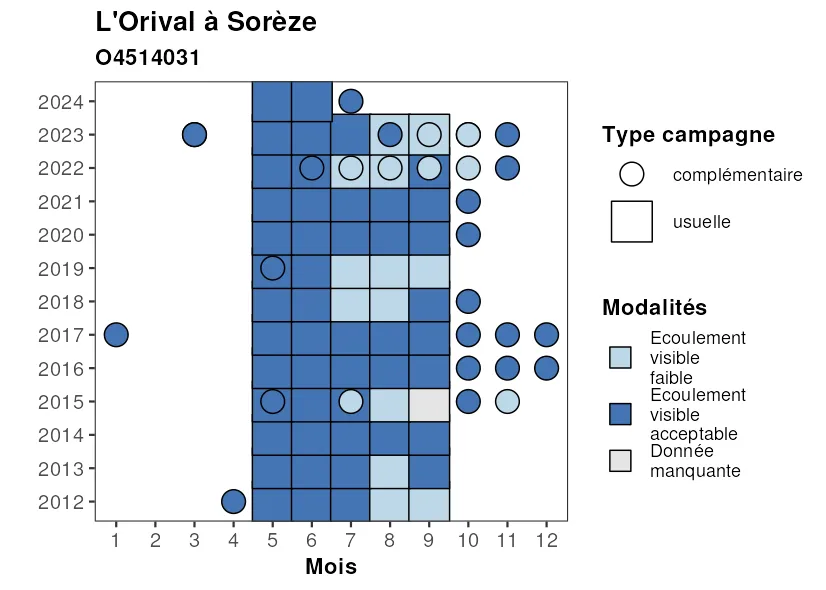 L'Orival à Sorèze
O4514031
2024
2023
2022
2021
2020
2019
2018
2017
2016
2015
2014
2013
2012
1 2 3 4 5 6 7 8 9 10 11 12
Mois
Type campagne
complémentaire
usuelle
Modalités
Ecoulement
visible
faible
Ecoulement
visible
acceptable
Donnée
manquante